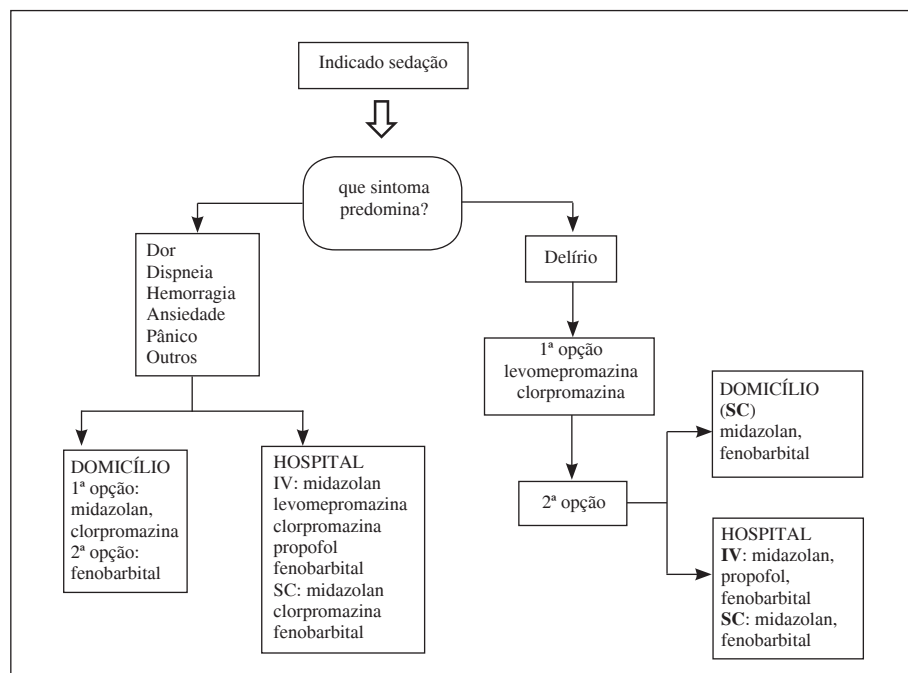 Indicado sedação
que sintoma
predomina?
Dor
Dispneia
Hemorragia
Ansiedade
Pânico
Outros
Delírio
1ª opção
levomepromazina
clorpromazina
DOMICÍLIO
1ª opção:
midazolan,
clorpromazina
2ª opção:
fenobarbital
HOSPITAL
IV: midazolan
levomepromazina
clorpromazina
propofol
fenobarbital
SC: midazolan
clorpromazina
fenobarbital
2ª opção
DOMICÍLIO
(SC)
midazolan,
fenobarbital
HOSPITAL
IV: midazolan,
propofol,
fenobarbital
SC: midazolan,
fenobarbital